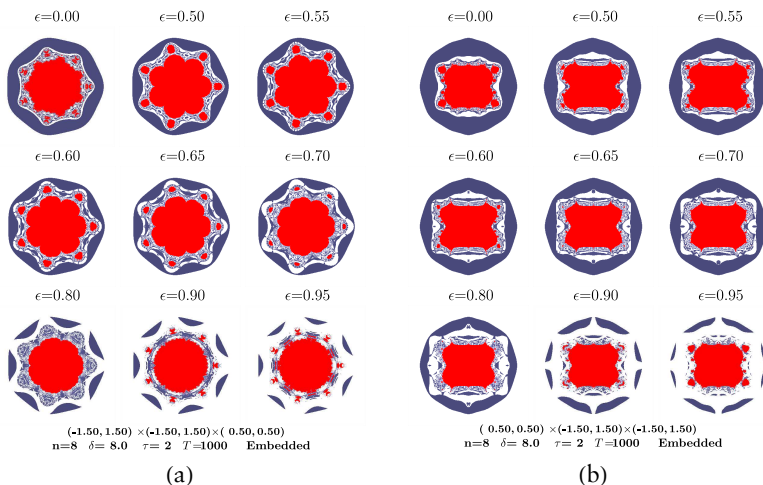 ϵ=0.00 ϵ=0.50 ϵ=0.55 ϵ=0.00 ϵ=0.50 ϵ=0.55
ϵ=0.60 ϵ=0.65 ϵ=0.70 ϵ=0.60 ϵ=0.65 ϵ=0.70
ϵ=0.80 ϵ=0.90 ϵ=0.95 ϵ=0.80 ϵ=0.90 ϵ=0.95
(-1.50, 1.50) ×(-1.50, 1.50)×( 0.50, 0.50)
n=8 δ= 8.0 τ= 2 T=1000 Embedded
(a)
( 0.50, 0.50) ×(-1.50, 1.50)×(-1.50, 1.50)
n=8 δ= 8.0 τ= 2 T=1000 Embedded
(b)